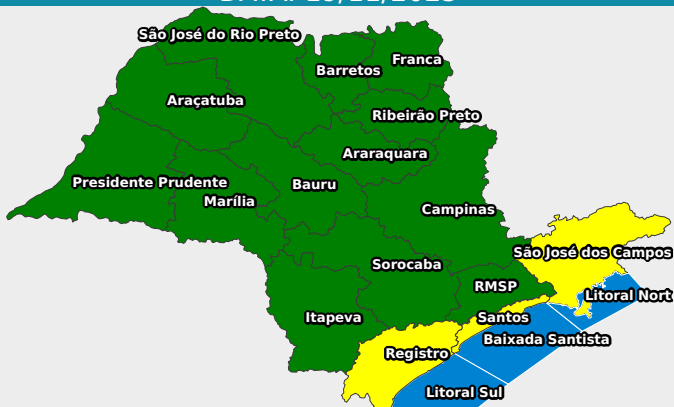 São José do Rio Preto
Franca
Barretos
Araçatuba
Ribeirão Preto
Araraquara
Presidente Prudente
Bauru
Marília
Campinas
São José dos Campos
Sorocaba
RMSP
Litoral Nort
Itapeva
Santos
Baixada Santista
Registro
Litoral Sul